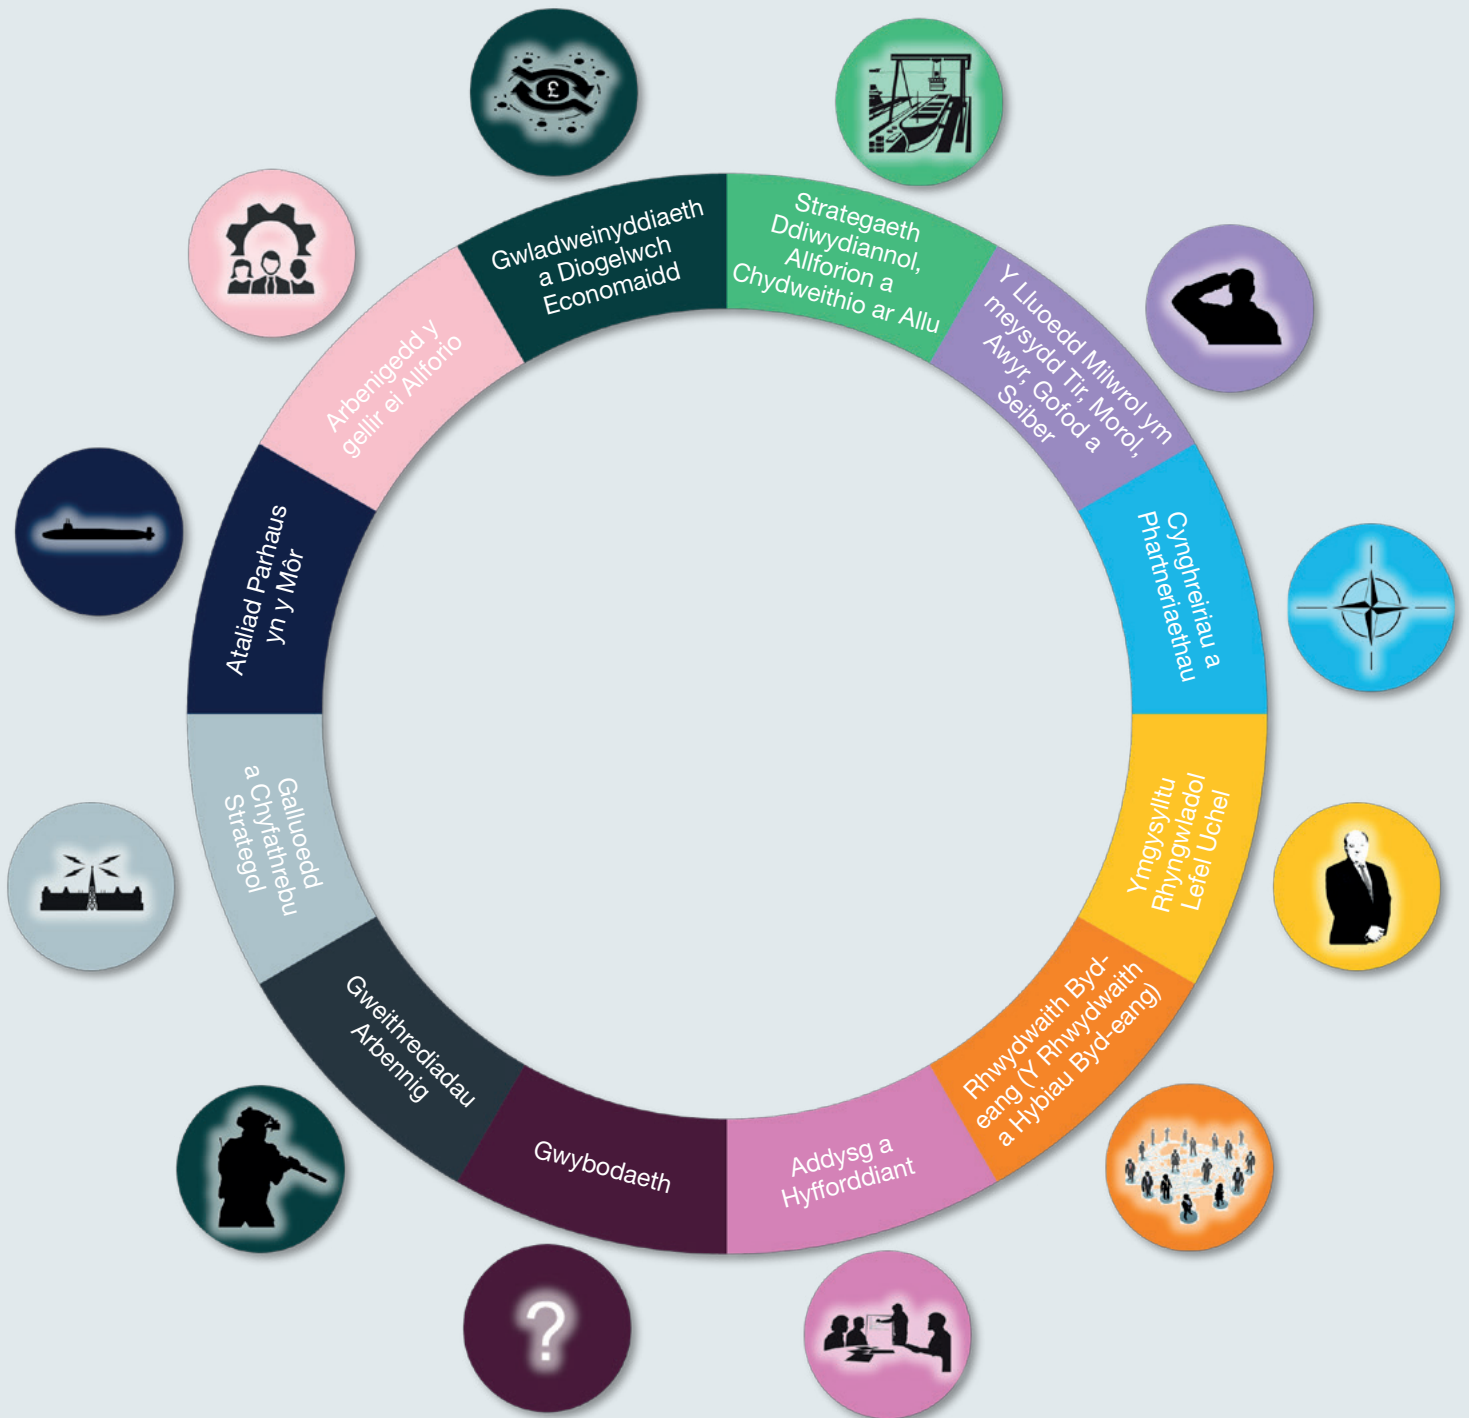 £
Gwladweinyddiaeth
a Diogelwch
Economaidd
Strategaeth
Ddiwydiannol,
Allforion a
Chydweithio ar Allu
Y Lluoedd Milwrol ym
meysydd Tir, Morol,
Awyr, Gofod a
Seiber
Cynghreiriau a
Phartneriaethau
Ymgysylltu
Rhyngwladol
Lefel Uchel
Rhwydwaith Byd-
eang (Y Rhwydwaith
a Hybiau Byd-eang)
Addysg a
Hyfforddiant
Gwybodaeth
?
Gweithrediadau
Arbennig
Galluoedd
a Chyfathrebu
Strategol
Ataliad Parhaus
yn y Môr
Arbenigedd y
gellir ei Allforio